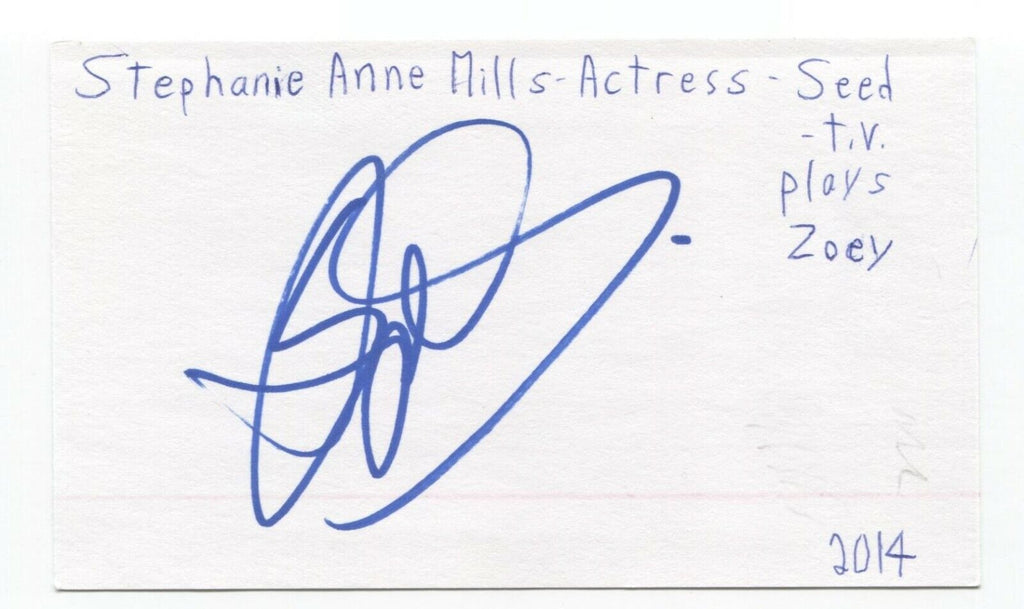 Stephanie Anne Mills - Actress - Seed
- t.v.
plays
Zoey
2014